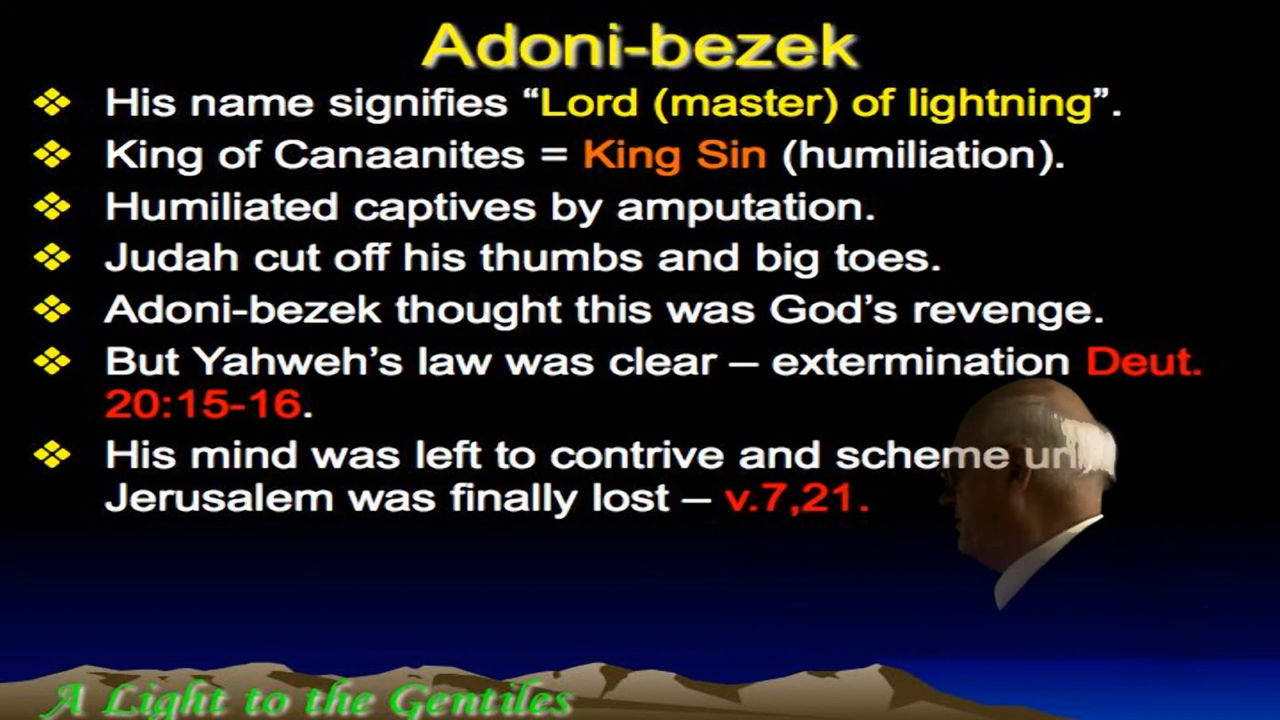 Adoni-bezek
His name signifies “Lord (master) of lightning”.
King of Canaanites = King Sin (humiliation).
Humiliated captives by amputation.
Judah cut off his thumbs and big toes.
Adoni-bezek thought this was God’s revenge.
But Yahweh’s law was clear – extermination Deut.
20:15-16.
His mind was left to contrive and scheme
Jerusalem was finally lost – v.7,21.
A Light to the Gentiles